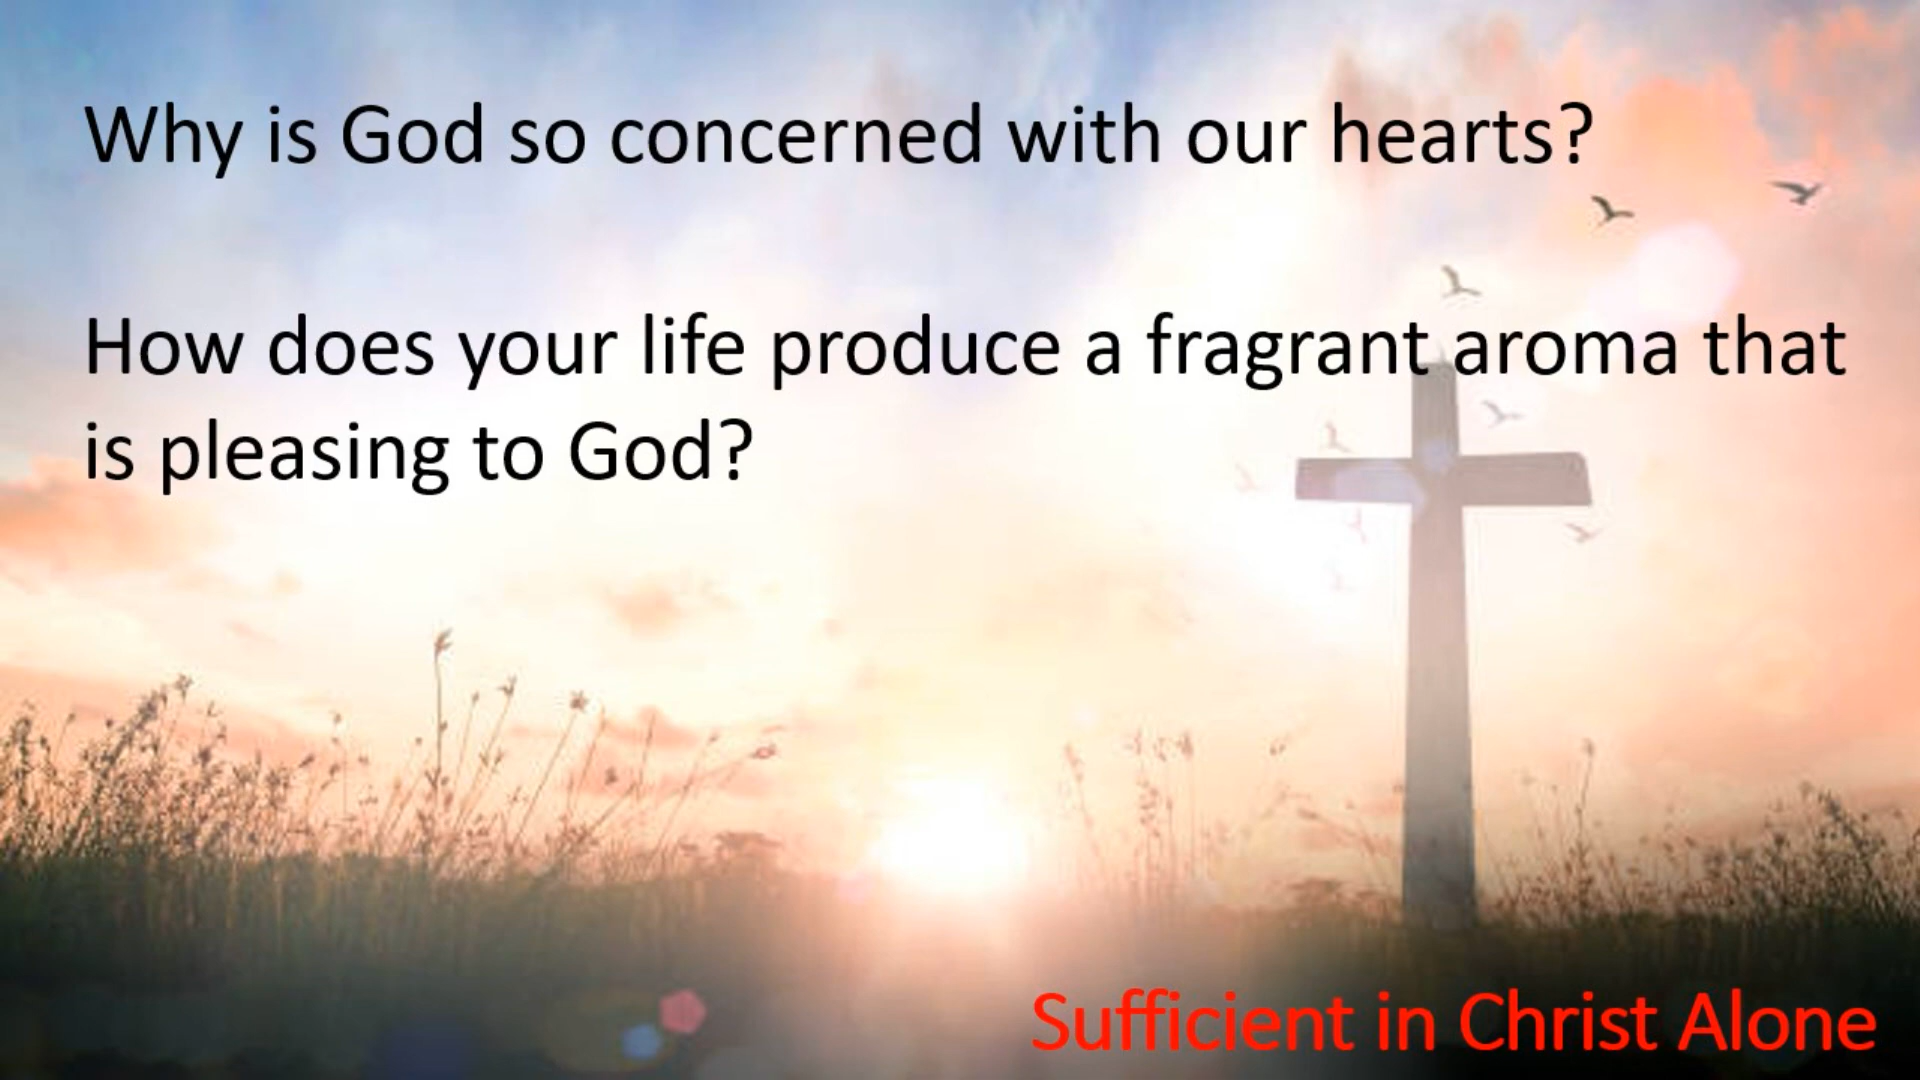 Why is God so concerned with our hearts?
How does your life produce a fragrant aroma that
is pleasing to God?
Sufficient in Christ Alone